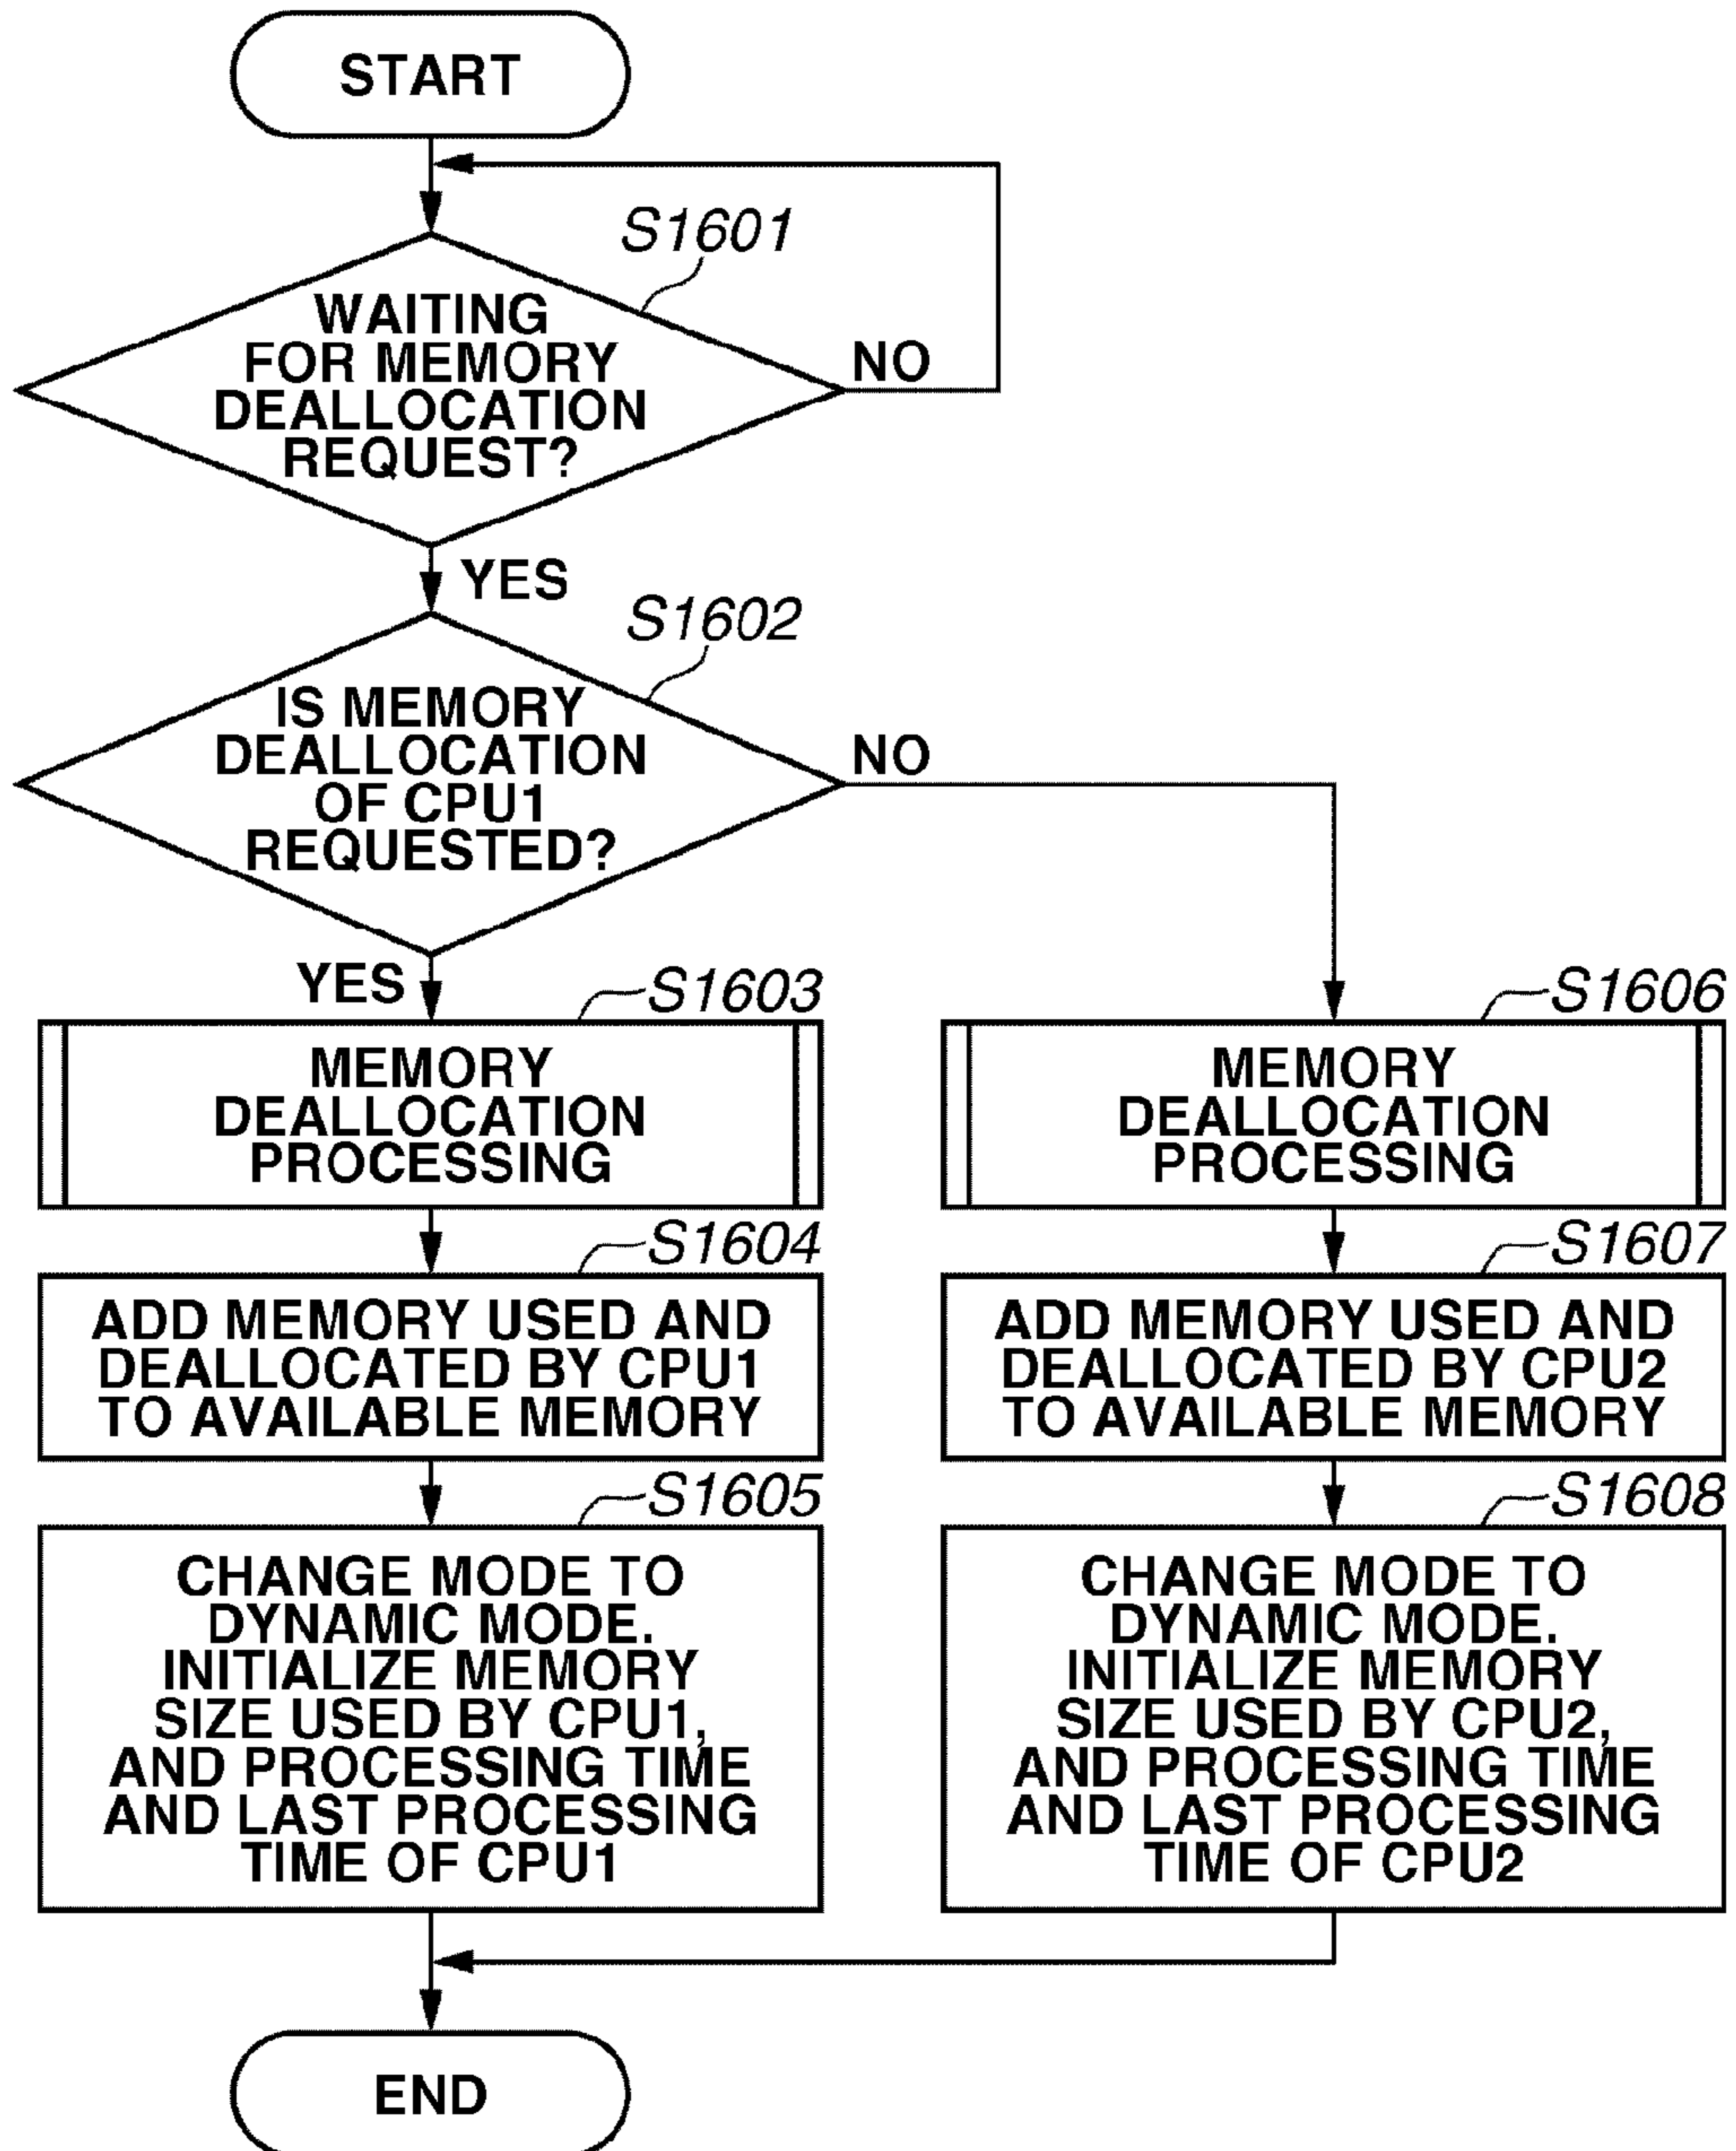 START
S1601
WAITING
FOR MEMORY
DEALLOCATION
REQUEST?
NO
YES
S1602
IS MEMORY
DEALLOCATION
OF CPU1
REQUESTED?
NO
YES
S1603
MEMORY
DEALLOCATION
PROCESSING
S1604
ADD MEMORY USED AND
DEALLOCATED BY CPU1
TO AVAILABLE MEMORY
S1605
CHANGE MODE TO
DYNAMIC MODE.
INITIALIZE MEMORY
SIZE USED BY CPU1,
AND PROCESSING TIME
AND LAST PROCESSING
TIME OF CPU1
S1606
MEMORY
DEALLOCATION
PROCESSING
S1607
ADD MEMORY USED AND
DEALLOCATED BY CPU2
TO AVAILABLE MEMORY
S1608
CHANGE MODE TO
DYNAMIC MODE.
INITIALIZE MEMORY
SIZE USED BY CPU2,
AND PROCESSING TIME
AND LAST PROCESSING
TIME OF CPU2
END